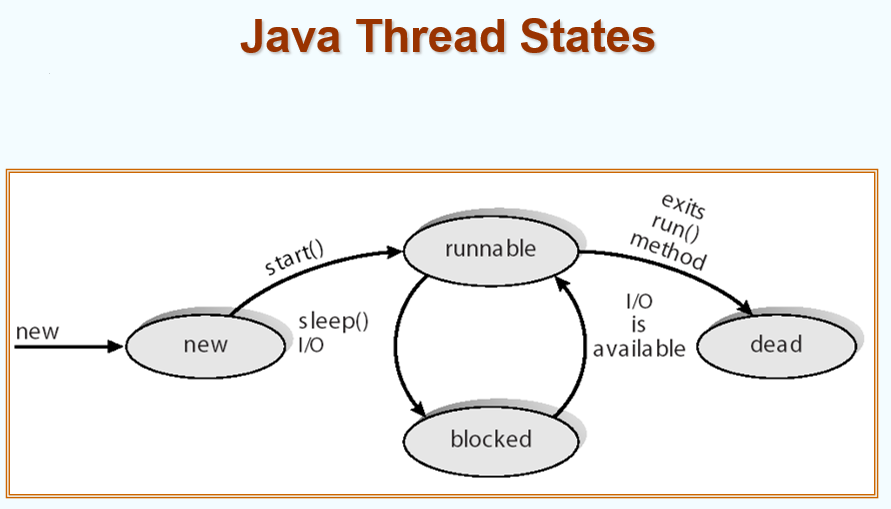 Java Thread States
exits
run()
method
start()
runnable
new
new
sleep()
I/O
I/O
is
available
dead
blocked